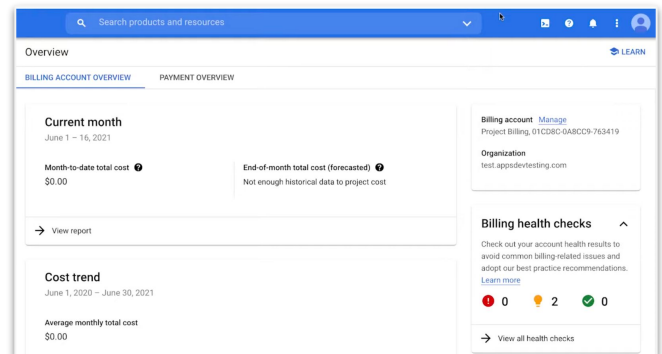 Search products and resources
Overview
LEARN
BILLING ACCOUNT OVERVIEW
PAYMENT OVERVIEW
Current month
June 1 – 16, 2021
Month-to-date total cost
$0.00
End-of-month total cost (forecasted)
Not enough historical data to project cost
View report
Cost trend
June 1, 2020 – June 30, 2021
Average monthly total cost
$0.00
Billing account Manage
Project Billing, 01CD8C-0A8CC9-763419
Organization
test.appsdevtesting.com
Billing health checks
Check out your account health results to
avoid common billing-related issues and
adopt our best practice recommendations.
Learn more
0 2 0
View all health checks